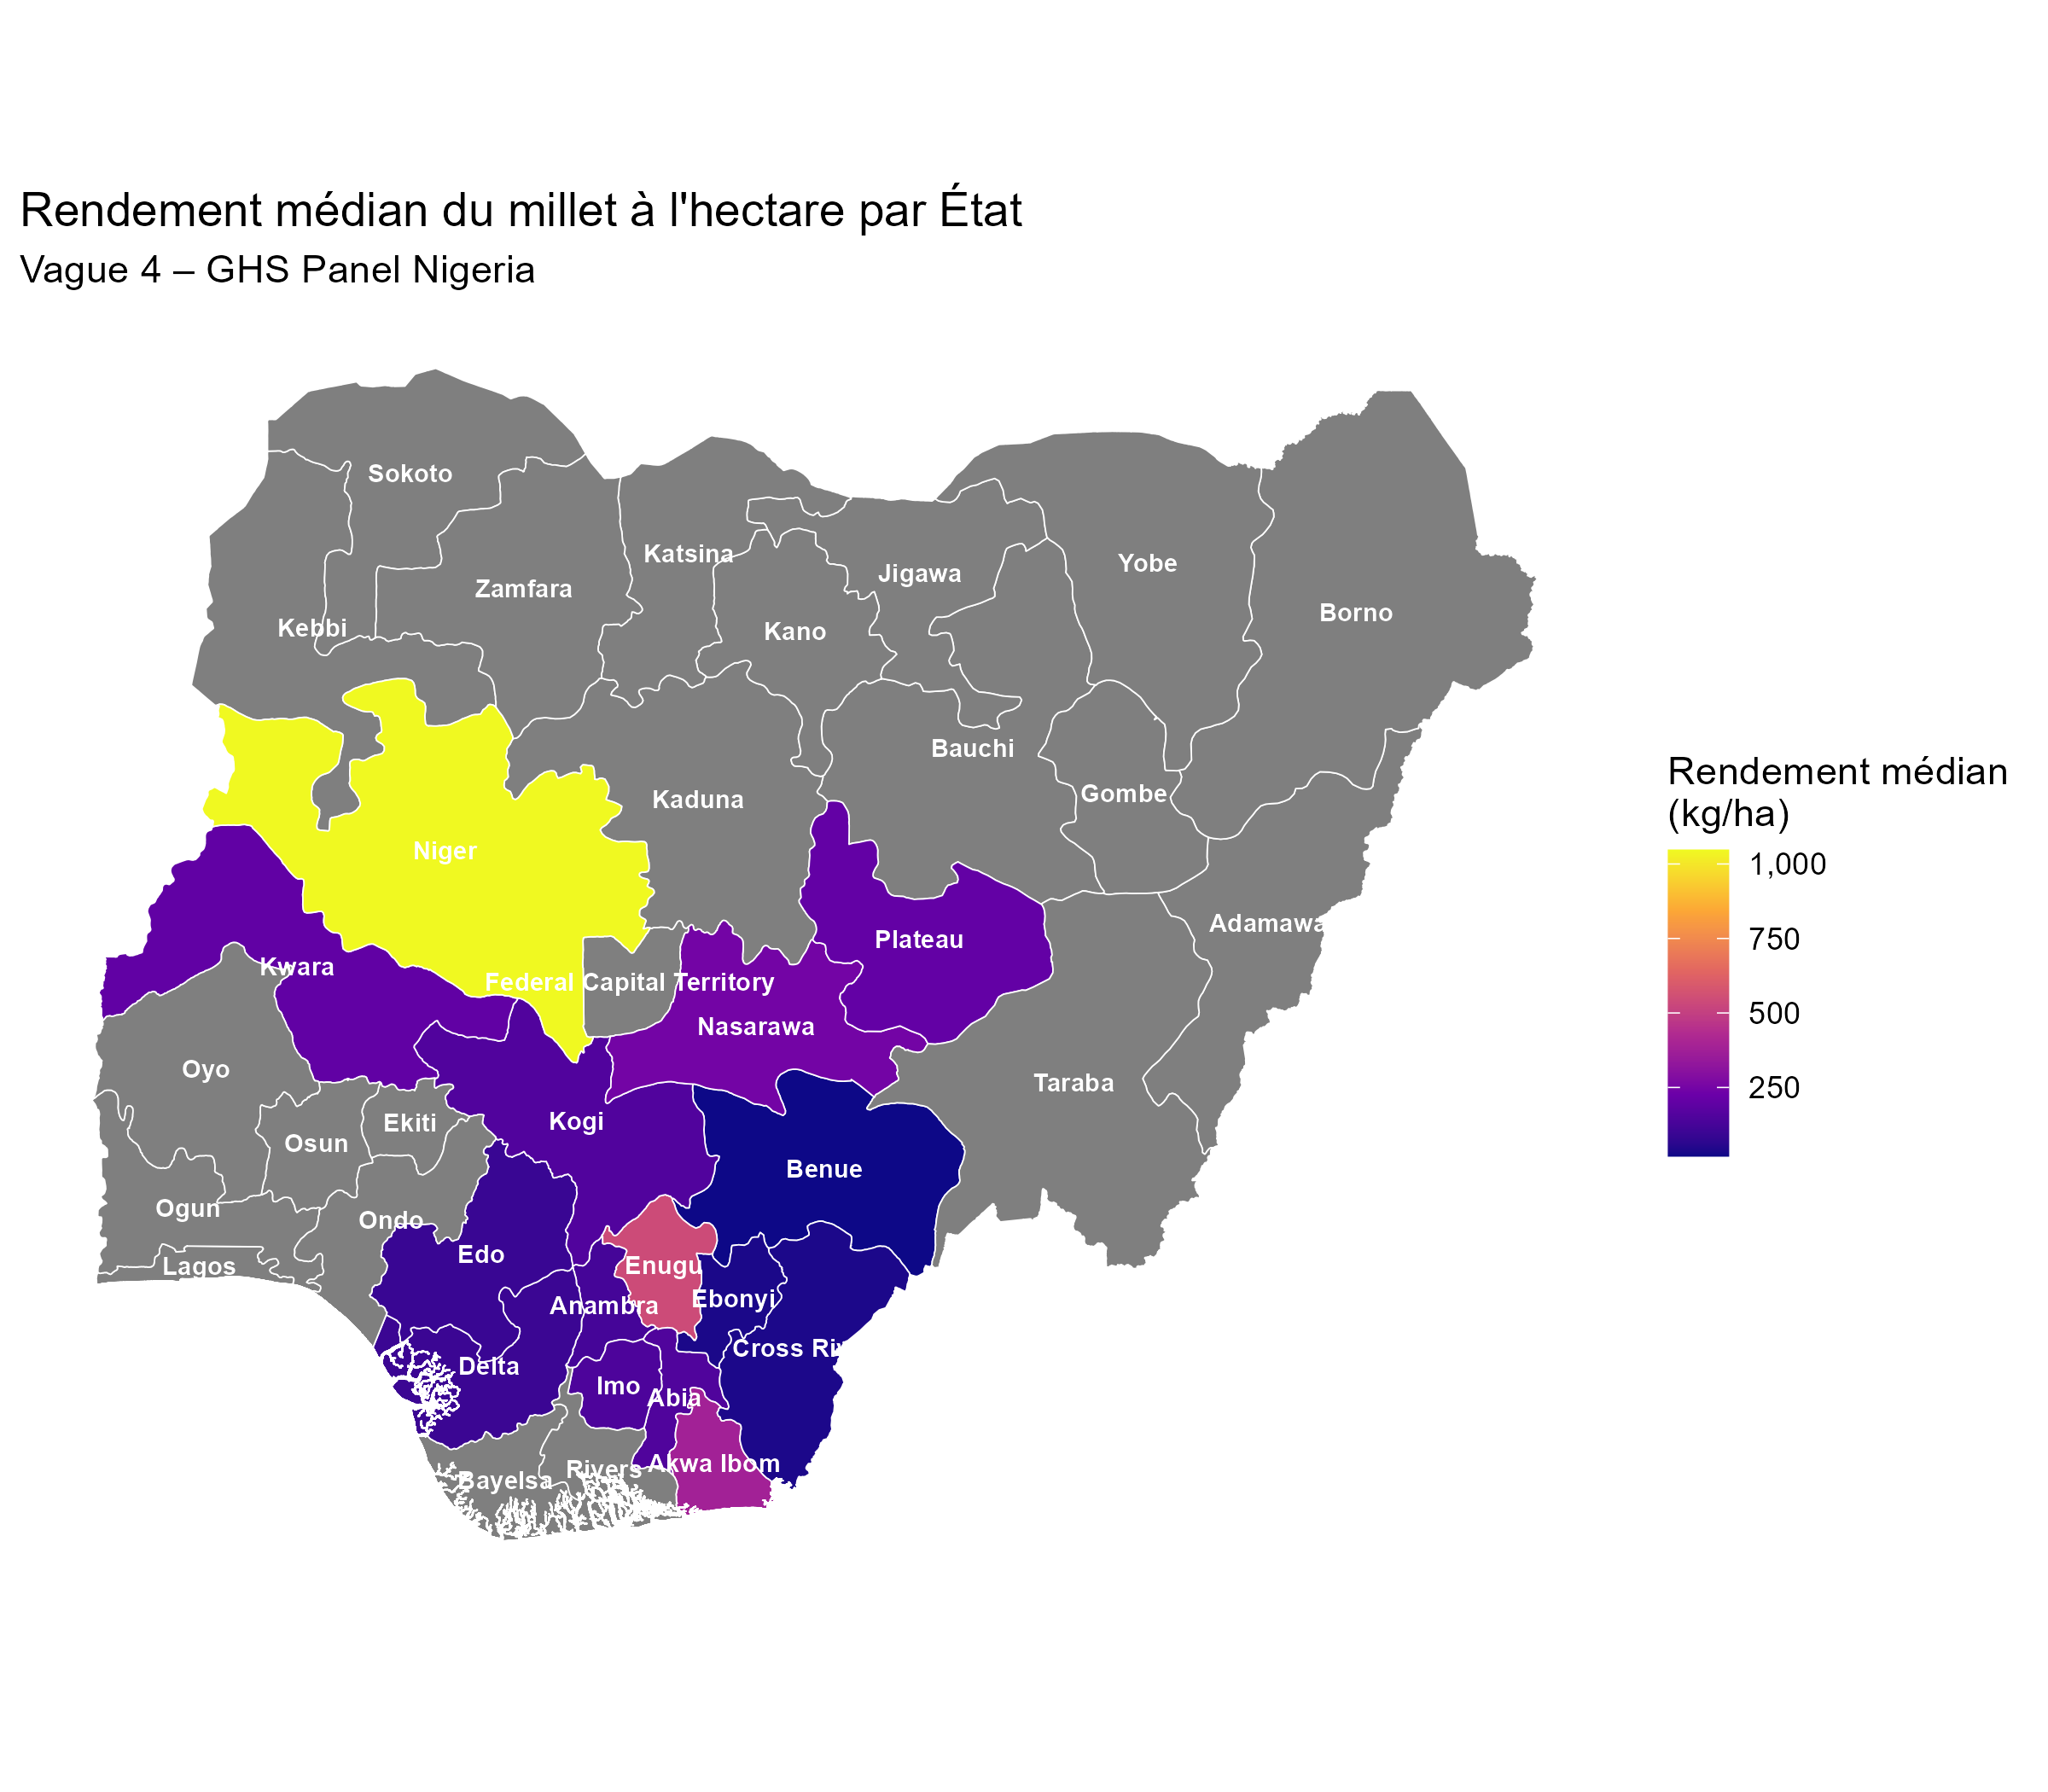 Rendement médian du millet à l'hectare par État
Vague 4 – GHS Panel Nigeria
Sokoto
Katsina
Yobe
Jigawa
Zamfara
Borno
Kebbi
Kano
Bauchi
Gombe
Kaduna
Niger
Adamawa
Plateau
Kwara
Federal Capital Territory
Nasarawa
Oyo
Taraba
Ekiti
Kogi
Osun
Benue
Ogun
Ondo
Edo
Lagos
Enugu
Ebonyi
Anambra
Cross Riv
Delta
Imo
Abia
Akwa Ibom
Rivers
Bayelsa
Rendement médian
(kg/ha)
1,000
750
500
250